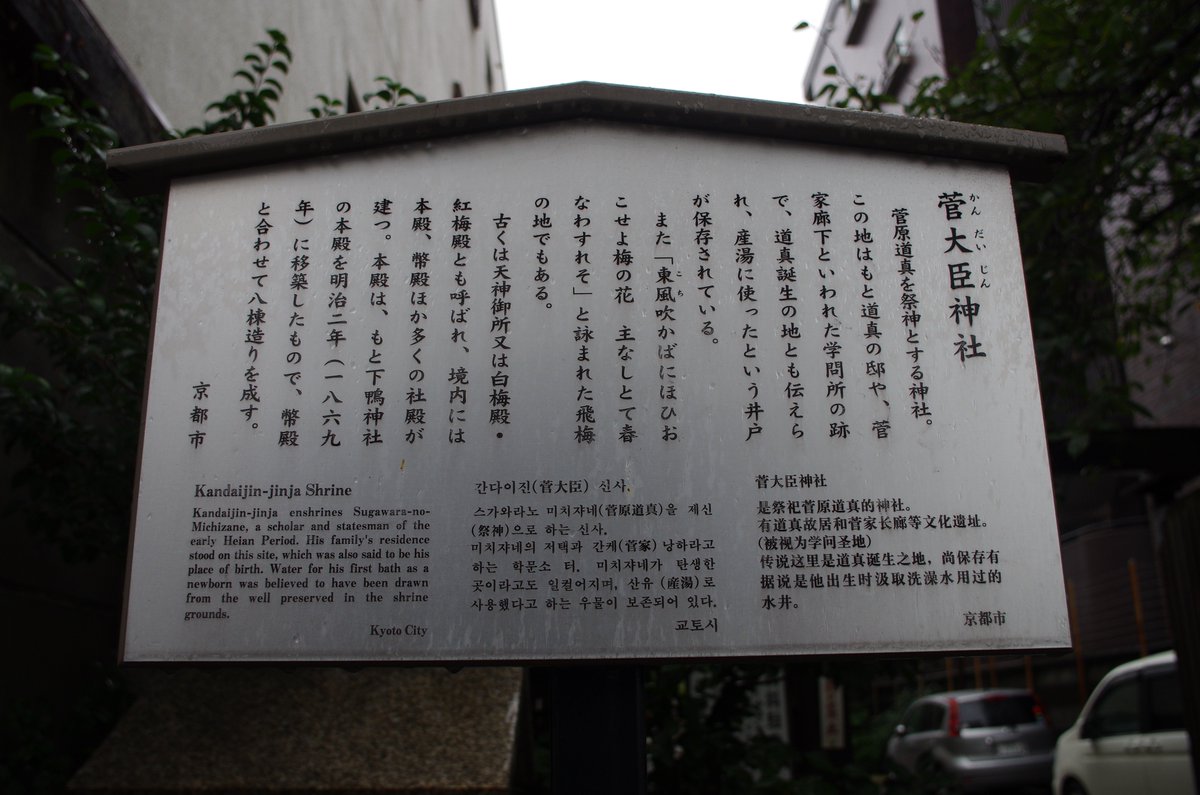 菅大臣神社
かんだいじん
菅原道真を祭神とする神社。
この地はもと道真の邸や、菅
家廊下といわれた学問所の跡
で、道真誕生の地とも伝えら
れ、産湯に使ったという井戸
が保存されている。
また「東風吹かばにほひお
こち
こせよ梅の花　主なしとて春
なわすれそ」と詠まれた飛梅
の地でもある。
古くは天神御所又は白梅殿・
紅梅殿とも呼ばれ、境内には
本殿、幣殿ほか多くの社殿が
建つ。本殿は、もと下鴨神社
の本殿を明治二年（一八六九
年）に移築したもので、幣殿
と合わせて八棟造りを成す。
京都市
Kandaijin-jinja Shrine
Kandaijin-jinja enshrines Sugawara-no-
Michizane, a scholar and statesman of the
early Heian Period. His family's residence
stood on this site, which was also said to be his
place of birth. Water for his first bath as a
newborn was believed to have been drawn
from the well preserved in the shrine
grounds.
Kyoto City
간다이진(菅大臣) 신사.
스가와라노 미치쟈네(菅原道真)을 제신
(祭神)으로 하는 신사.
미치쟈네의 저택과 간케(菅家) 낭하라고
하는 학문소 터. 미치쟈네가 탄생한
곳이라고도 일컬어지며, 산유(産湯)로
사용했다고 하는 우물이 보존되어 있다.
교토시
菅大臣神社
是祭祀菅原道真的神社。
有道真故居和菅家长廊等文化遗址。
(被视为学问圣地)
传说这里是道真诞生之地，尚保存有
据说是他出生时汲取洗澡水用过的
水井。
京都市